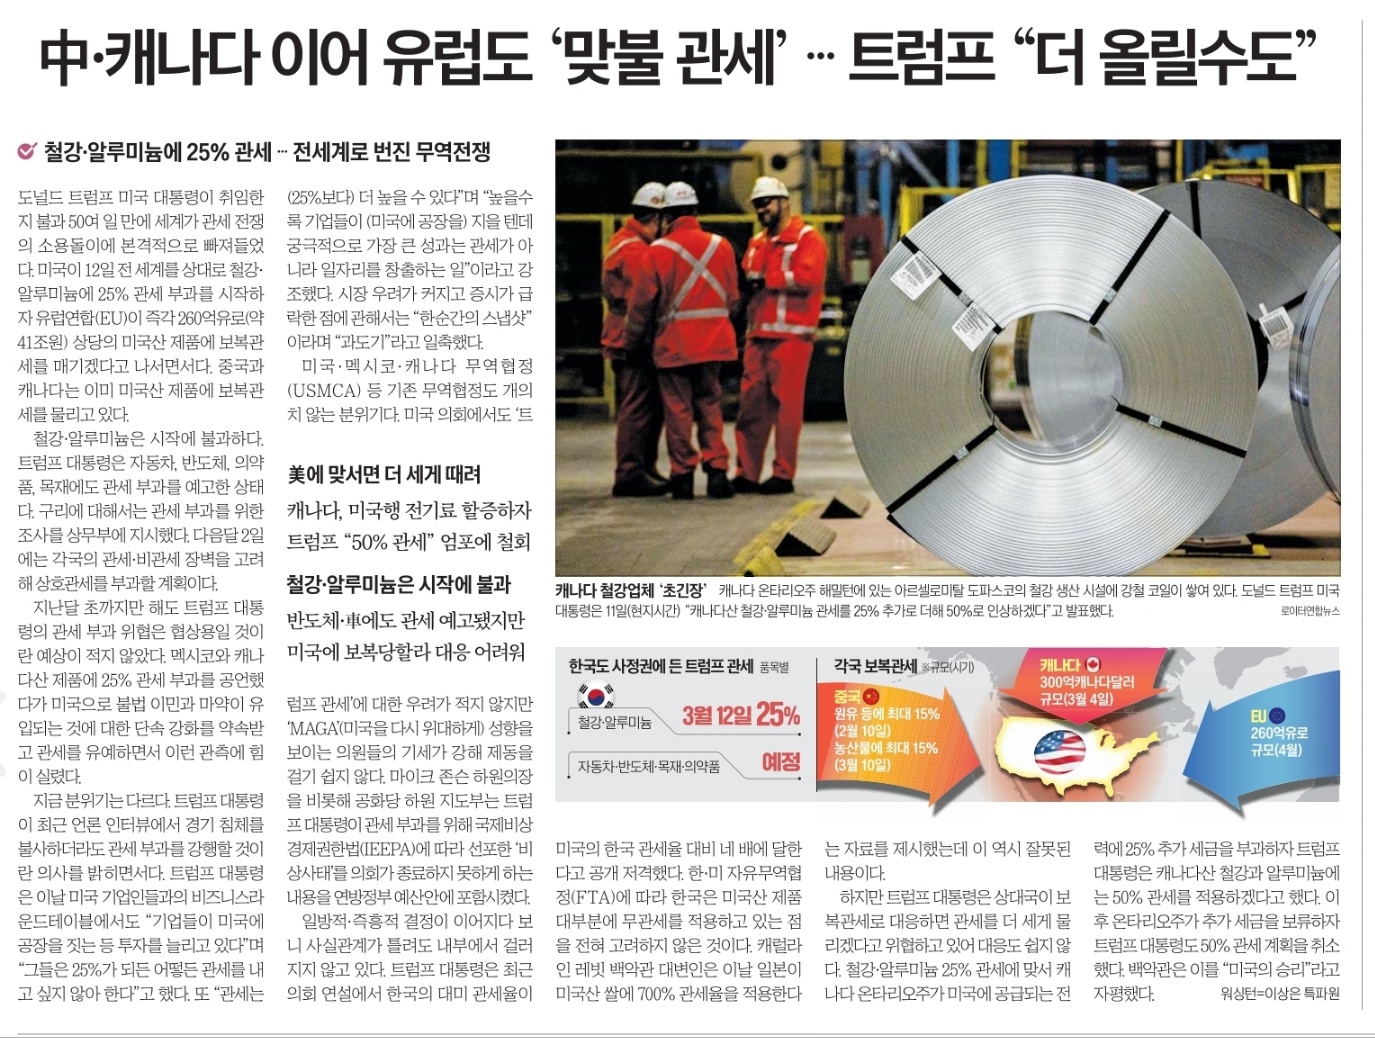 中·캐나다 이어 유럽도 ‘맞불 관세’ … 트럼프 “더 올릴수도”
철강·알루미늄에 25% 관세 … 전세계로 번진 무역전쟁
도널드 트럼프 미국 대통령이 취임한
지 불과 50여 일 만에 세계가 관세 전쟁
의 소용돌이에 본격적으로 빠져들었
다. 미국이 12일 전 세계를 상대로 철강·
알루미늄에 25% 관세 부과를 시작하
자 유럽연합(EU)이 즉각 260억유로(약
41조원) 상당의 미국산 제품에 보복관
세를 매기겠다고 나서면서다. 중국과
캐나다는 이미 미국산 제품에 보복관
세를 물리고 있다.
철강·알루미늄은 시작에 불과하다.
트럼프 대통령은 자동차, 반도체, 의약
품, 목재에도 관세 부과를 예고한 상태
다. 구리에 대해서는 관세 부과를 위한
조사를 상무부에 지시했다. 다음달 2일
에는 각국의 관세·비관세 장벽을 고려
해 상호관세를 부과할 계획이다.
지난달 초까지만 해도 트럼프 대통
령의 관세 부과 위협은 협상용일 것이
란 예상이 적지 않았다. 멕시코와 캐나
다산 제품에 25% 관세 부과를 공언했
다가 미국으로 불법 이민과 마약이 유
입되는 것에 대한 단속 강화를 약속받
고 관세를 유예하면서 이런 관측에 힘
이 실렸다.
지금 분위기는 다르다. 트럼프 대통령
이 최근 언론 인터뷰에서 경기 침체를
불사하더라도 관세 부과를 강행할 것이
란 의사를 밝히면서다. 트럼프 대통령
은 이날 미국 기업인들과의 비즈니스라
운드테이블에서도 “기업들이 미국에
공장을 짓는 등 투자를 늘리고 있다”며
“그들은 25%가 되든 어떻든 관세를 내
고 싶지 않아 한다”고 했다. 또 “관세는
(25%보다) 더 높을 수 있다”며 “높을수
록 기업들이 (미국에 공장을) 지을 텐데
궁극적으로 가장 큰 성과는 관세가 아
니라 일자리를 창출하는 일”이라고 강
조했다. 시장 우려가 커지고 증시가 급
락한 점에 관해서는 “한순간의 스냅샷”
이라며 “과도기”라고 일축했다.
미국·멕시코·캐나다 무역협정
(USMCA) 등 기존 무역협정도 개의
치 않는 분위기다. 미국 의회에서도 ‘트
美에 맞서면 더 세게 때려
캐나다, 미국행 전기료 할증하자
트럼프 “50% 관세” 엄포에 철회
철강·알루미늄은 시작에 불과
반도체·車에도 관세 예고됐지만
미국에 보복당할라 대응 어려워
럼프 관세’에 대한 우려가 적지 않지만
‘MAGA’(미국을 다시 위대하게) 성향을
보이는 의원들의 기세가 강해 제동을
걸기 쉽지 않다. 마이크 존슨 하원의장
을 비롯해 공화당 하원 지도부는 트럼
프 대통령이 관세 부과를 위해 국제비상
경제권한법(IEEPA)에 따라 선포한 ‘비
상사태’를 의회가 종료하지 못하게 하는
내용을 연방정부 예산안에 포함시켰다.
일방적·즉흥적 결정이 이어지다 보
니 사실관계가 틀려도 내부에서 걸러
지지 않고 있다. 트럼프 대통령은 최근
의회 연설에서 한국의 대미 관세율이
캐나다 철강업체 ‘초긴장’ 캐나다 온타리오주 해밀턴에 있는 아르셀로미탈 도파스코의 철강 생산 시설에 강철 코일이 쌓여 있다. 도널드 트럼프 미국
대통령은 11일(현지시간) “캐나다산 철강·알루미늄 관세를 25% 추가로 더해 50%로 인상하겠다”고 발표했다. 로이터연합뉴스
한국도 사정권에 든 트럼프 관세 품목별
철강·알루미늄 3월 12일 25%
자동차·반도체·목재·의약품 예정
각국 보복관세 ※규모(시기)
중국
원유 등에 최대 15%
(2월 10일)
농산물에 최대 15%
(3월 10일)
캐나다
300억캐나다달러
규모(3월 4일)
EU
260억유로
규모(4월)
미국의 한국 관세율 대비 네 배에 달한
다고 공개 저격했다. 한·미 자유무역협
정(FTA)에 따라 한국은 미국산 제품
대부분에 무관세를 적용하고 있는 점
을 전혀 고려하지 않은 것이다. 캐럴라
인 레빗 백악관 대변인은 이날 일본이
미국산 쌀에 700% 관세율을 적용한다
는 자료를 제시했는데 이 역시 잘못된
내용이다.
하지만 트럼프 대통령은 상대국이 보
복관세로 대응하면 관세를 더 세게 물
리겠다고 위협하고 있어 대응도 쉽지 않
다. 철강·알루미늄 25% 관세에 맞서 캐
나다 온타리오주가 미국에 공급되는 전
력에 25% 추가 세금을 부과하자 트럼프
대통령은 캐나다산 철강과 알루미늄에
는 50% 관세를 적용하겠다고 했다. 이
후 온타리오주가 추가 세금을 보류하자
트럼프 대통령도 50% 관세 계획을 취소
했다. 백악관은 이를 “미국의 승리”라고
자평했다. 워싱턴=이상은 특파원